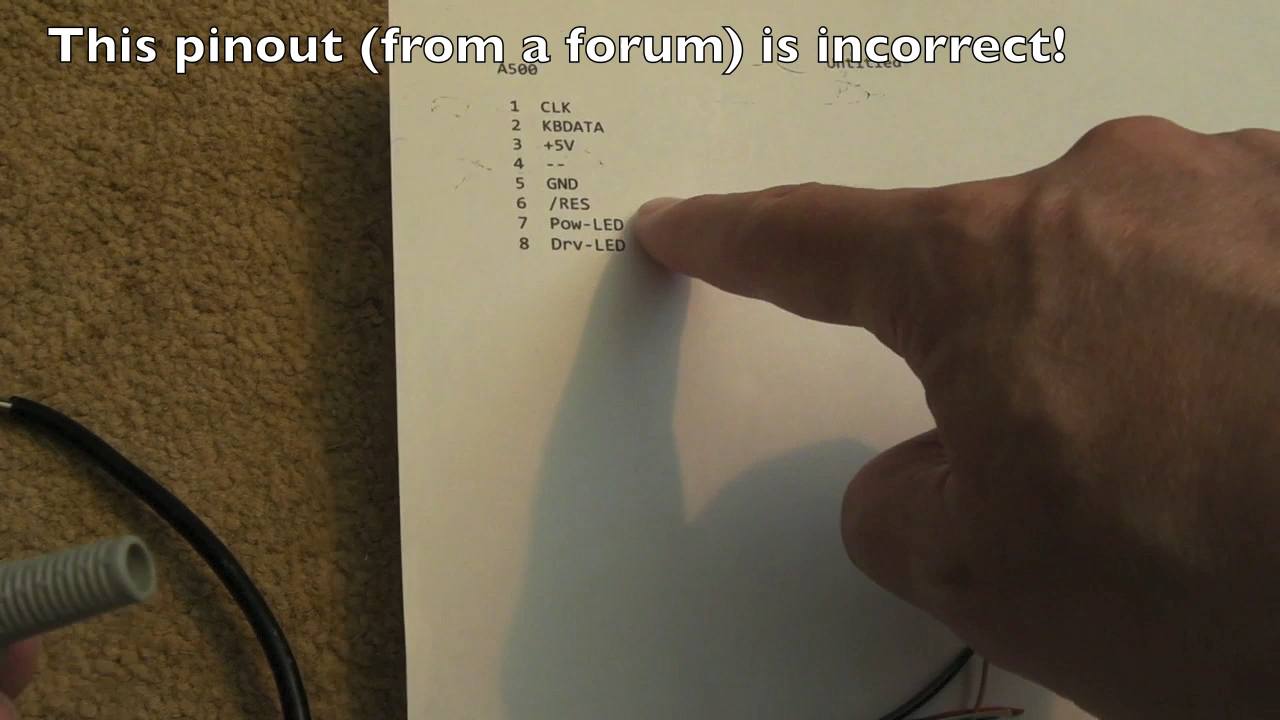 This pinout (from a forum) is incorrect!
A500 Untitled
1 CLK
2 KBDATA
3 +5V
4 --
5 GND
6 /RES
7 Pow-LED
8 Drv-LED